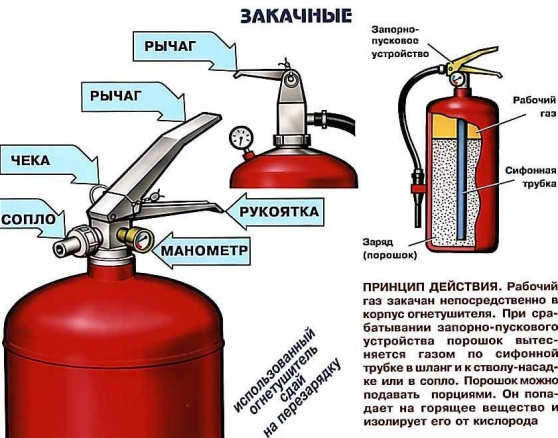 ЗАКАЧНЫЕ
РЫЧАГ
РЫЧАГ
ЧЕКА
СОПЛО
РУКОЯТКА
МАНОМЕТР
Запорно-
пусковое
устройство
Рабочий
газ
Сифонная
трубка
Заряд
(порошок)
использованный
огнетушитель
сдай
на перезарядку
ПРИНЦИП ДЕЙСТВИЯ. Рабочий
газ закачан непосредственно в
корпус огнетушителя. При сра-
батывании запорно-пускового
устройства порошок вытес-
няется газом по сифонной
трубке в шланг и к стволу-насад-
ке или в сопло. Порошок можно
подавать порциями. Он попа-
дает на горящее вещество и
изолирует его от кислорода